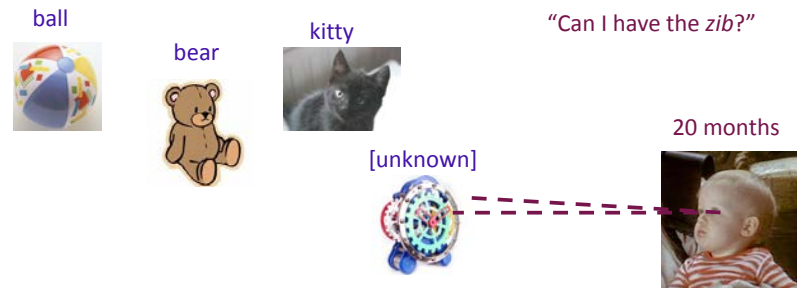 ball
bear
kitty
"Can I have the zib?"
20 months
[unknown]